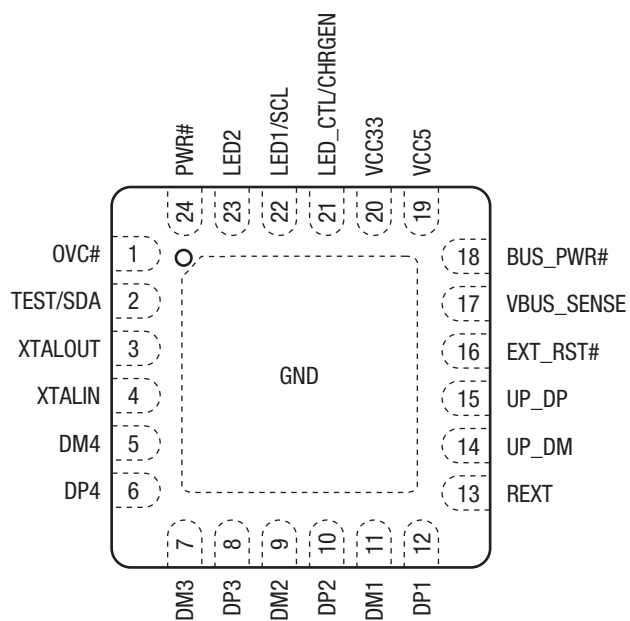 PWR#
LED2
LED1/SCL
LED_CTL/CHRGEN
VCC33
VCC5
24
23
22
21
20
19
OVC# 1
TEST/SDA 2
XTALOUT 3
XTALIN 4
DM4 5
DP4 6
GND
18 BUS_PWR#
17 VBUS_SENSE
16 EXT_RST#
15 UP_DP
14 UP_DM
13 REXT
7
8
9
10
11
12
DM3
DP3
DM2
DP2
DM1
DP1